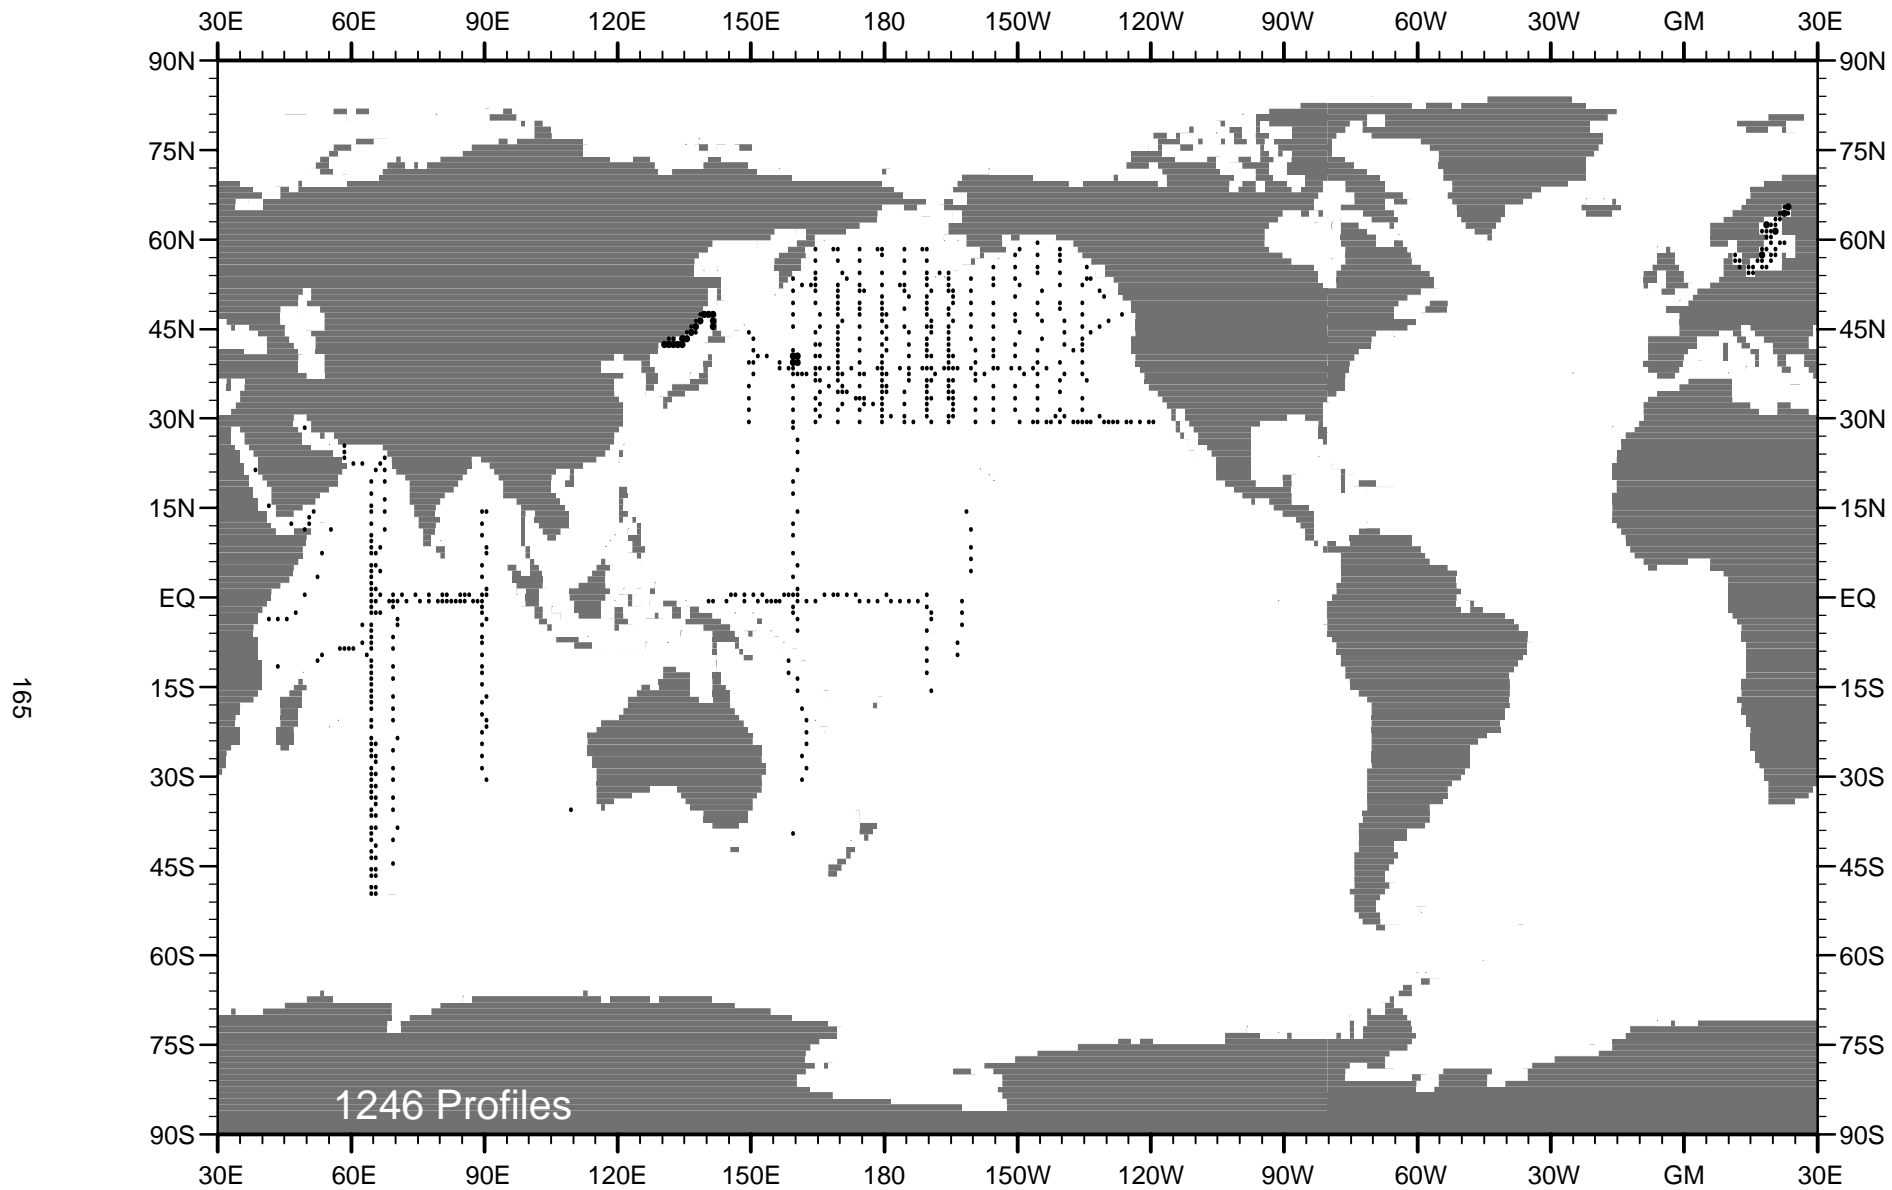 30E 60E 90E 120E 150E 180 150W 120W 90W 60W 30W GM 30E
90N 90N
75N 75N
60N 60N
45N 45N
30N 30N
15N 15N
EQ EQ
15S 15S
165
30S 30S
45S 45S
60S 60S
75S 75S
1246 Profiles
90S 90S
30E 60E 90E 120E 150E 180 150W 120W 90W 60W 30W GM 30E